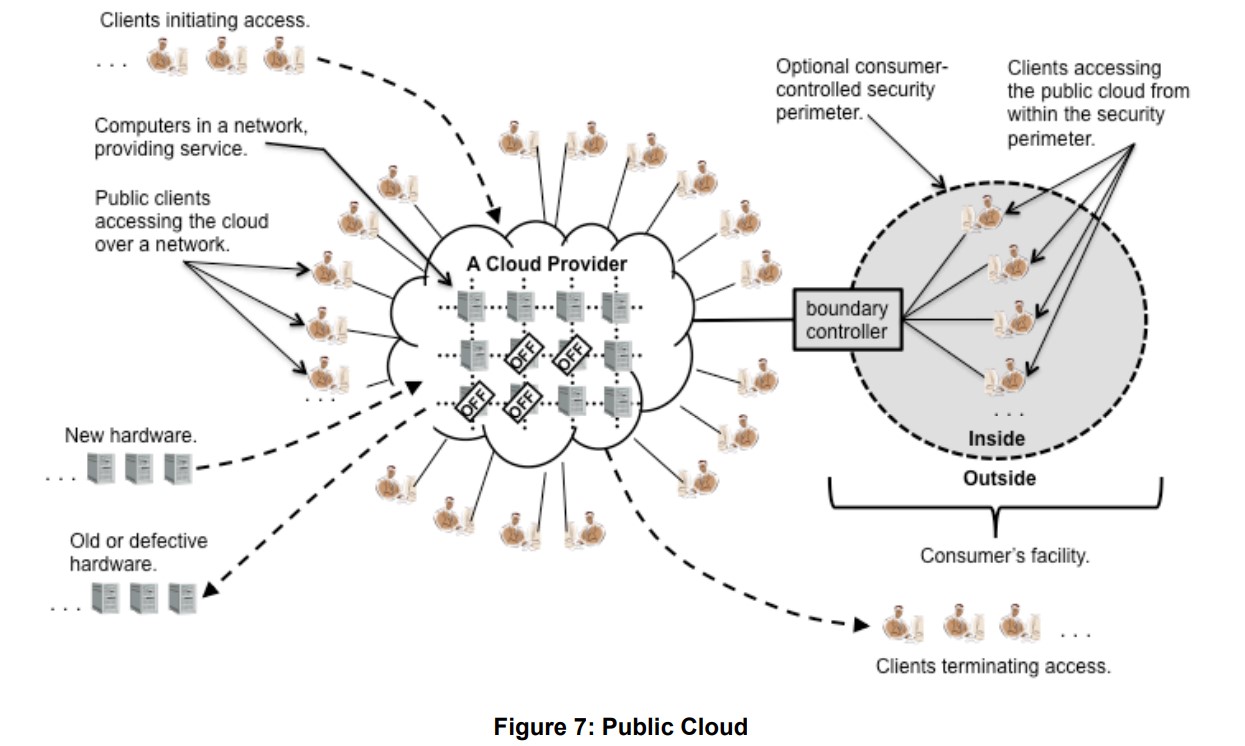 Clients initiating access.
. . .
Computers in a network,
providing service.
Public clients
accessing the cloud
over a network.
. . .
New hardware.
. . .
Old or defective
hardware.
. . .
A Cloud Provider
OFF
OFF
OFF
OFF
Optional consumer-
controlled security
perimeter.
Clients accessing
the public cloud from
within the security
perimeter.
boundary
controller
. . .
Inside
Outside
Consumer's facility.
. . .
Clients terminating access.
Figure 7: Public Cloud